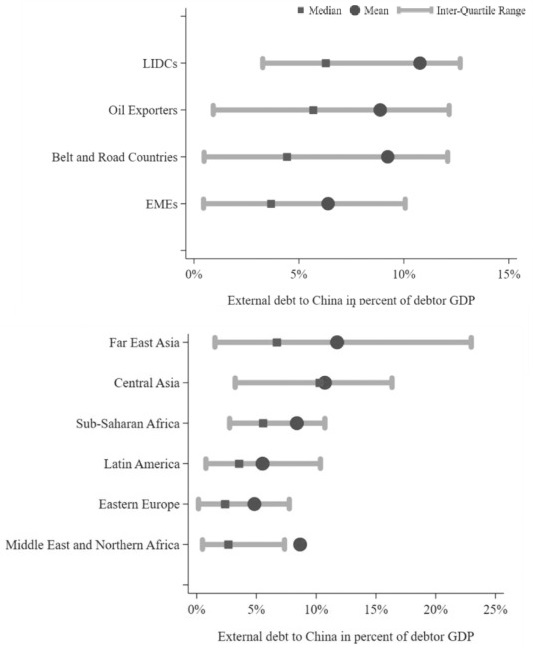 Median Mean Inter-Quartile Range
LIDCs
Oil Exporters
Belt and Road Countries
EMEs
0% 5% 10% 15%
External debt to China in percent of debtor GDP
Far East Asia
Central Asia
Sub-Saharan Africa
Latin America
Eastern Europe
Middle East and Northern Africa
0% 5% 10% 15% 20% 25%
External debt to China in percent of debtor GDP